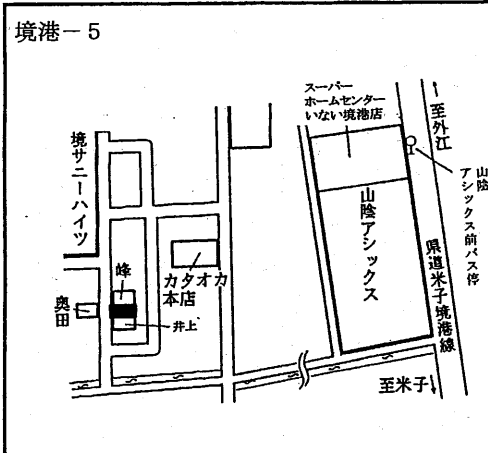 境港－5
スーパー
ホームセンター
いない境港店
至外江
山陰
アシックス前バス停
境サニーハイツ
山陰アシックス
カタオカ
本店
県道米子境港線
峰
奥田
井上
至米子